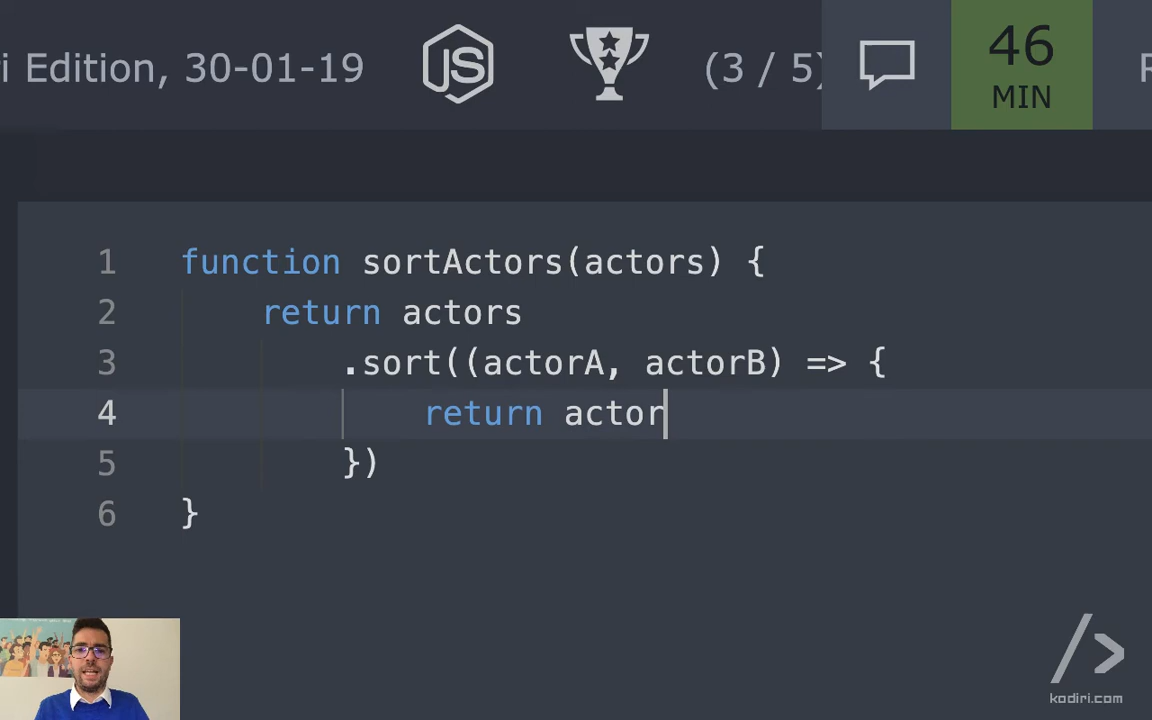 i Edition, 30-01-19 JS (3 / 5) 46 MIN R
1 function sortActors(actors) {
2 return actors
3 .sort((actorA, actorB) => {
4 return actor
5 })
6 }
/>
kodiri.com